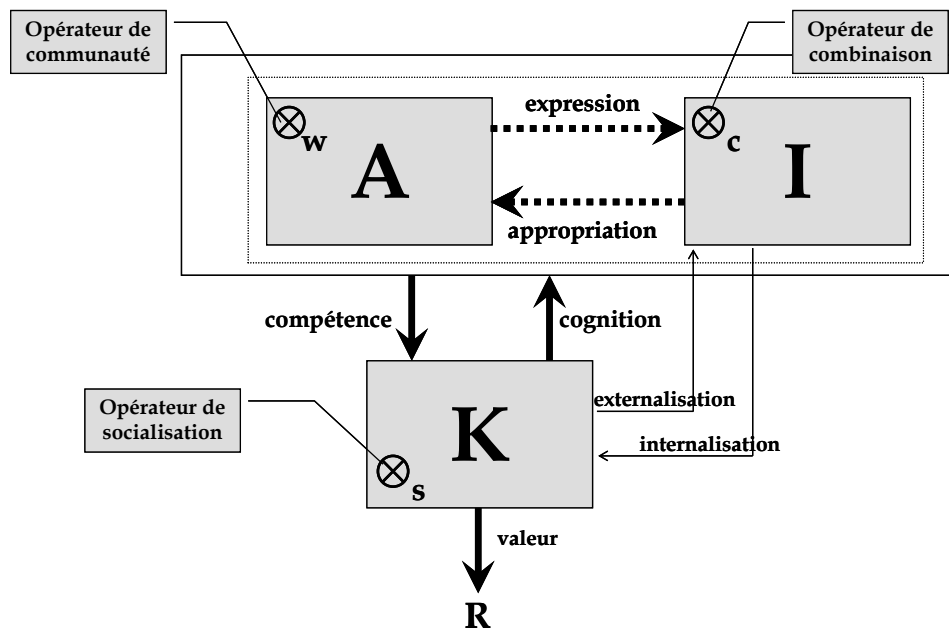 Opérateur de
communauté
Opérateur de
combinaison
expression
w
A
c
I
appropriation
compétence
cognition
Opérateur de
socialisation
K
s
externalisation
internalisation
valeur
R